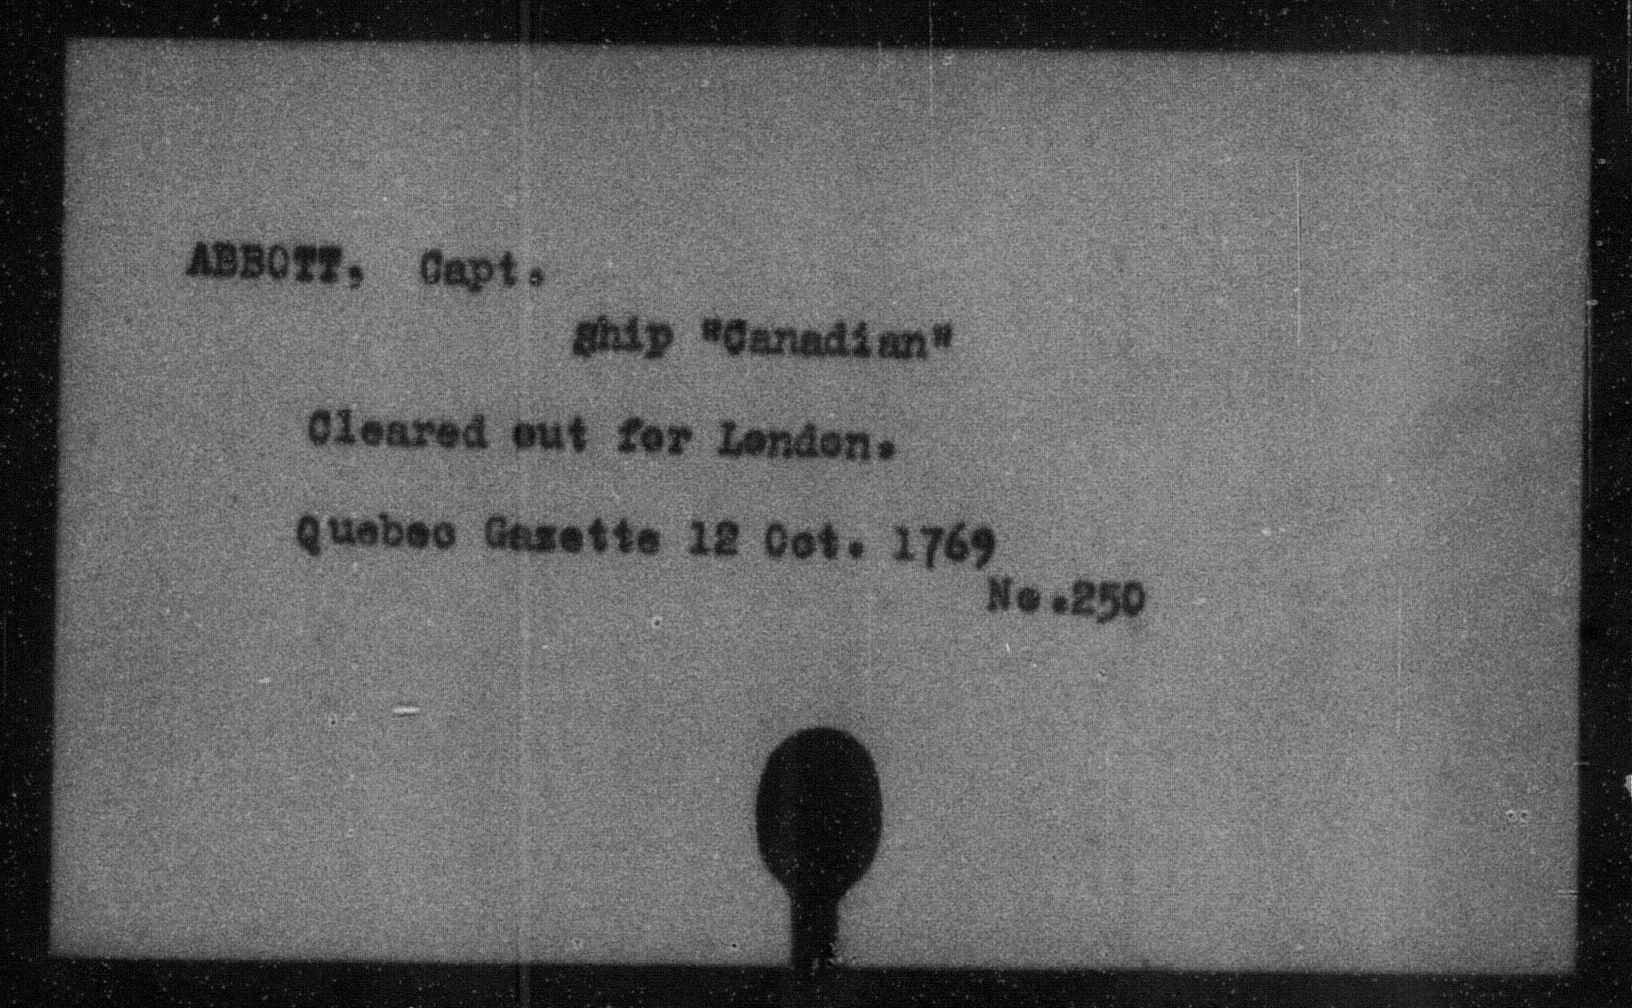 ABBOTT, Capt.
ship "Canadian"
Cleared out for London.
Quebec Gazette 12 Oct. 1769
No.250